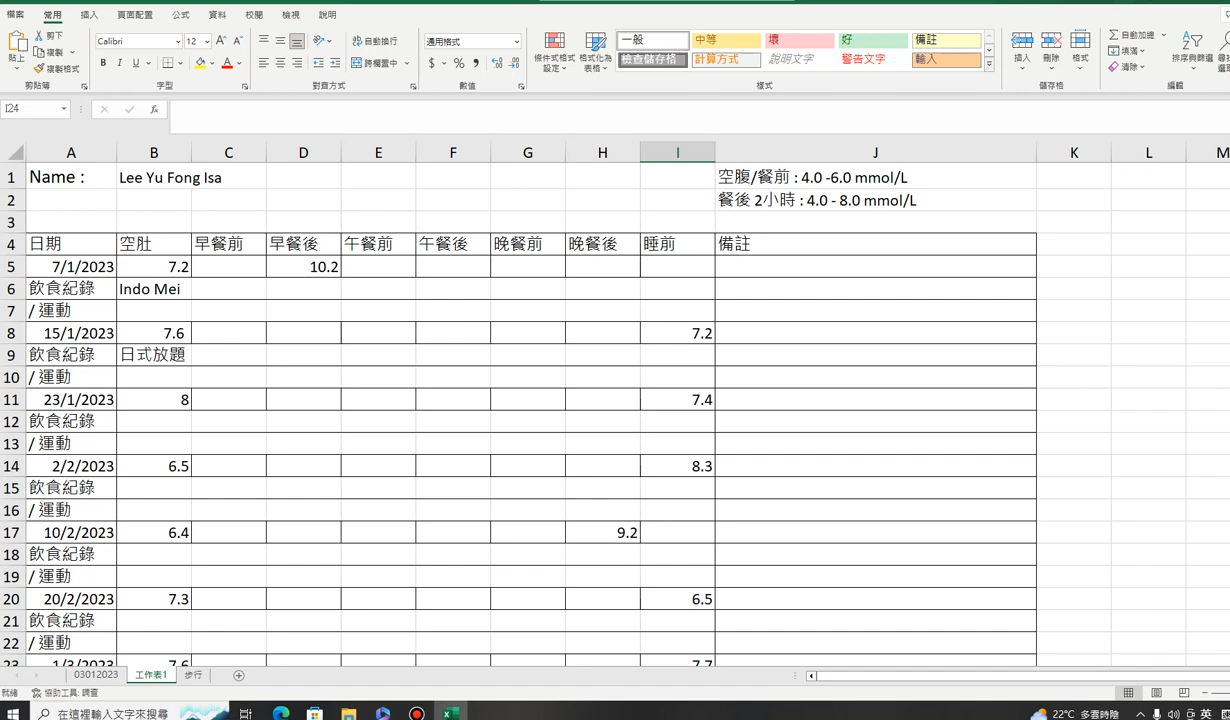 檔案 常用 插入 頁面配置 公式 資料 校閱 檢視 說明
貼上 剪下 複製 複製格式 剪貼簿
Calibri 12 B I U A 字型
自動換行 跨欄置中 對齊方式
通用格式 $ % 數值
條件式格式設定 格式化為表格 一般 中等 壞 好 備註
檢查儲存格 計算方式 說明文字 警告文字 輸入 樣式
插入 刪除 格式 儲存格
自動加總 填滿 清除 排序與篩選 編輯
I24 fx
A B C D E F G H I J K L M
1 Name : Lee Yu Fong Isa 空腹/餐前 : 4.0 -6.0 mmol/L
2 餐後 2小時 : 4.0 - 8.0 mmol/L
3
4 日期 空肚 早餐前 早餐後 午餐前 午餐後 晚餐前 晚餐後 睡前 備註
5 7/1/2023 7.2 10.2
6 飲食紀錄 Indo Mei
7 / 運動
8 15/1/2023 7.6 7.2
9 飲食紀錄 日式放題
10 / 運動
11 23/1/2023 8 7.4
12 飲食紀錄
13 / 運動
14 2/2/2023 6.5 8.3
15 飲食紀錄
16 / 運動
17 10/2/2023 6.4 9.2
18 飲食紀錄
19 / 運動
20 20/2/2023 7.3 6.5
21 飲食紀錄
22 / 運動
23 1/3/2023 7.6 7.7
03012023 工作表1 步行
就緒 協助工具: 調查
在這裡輸入文字來搜尋 22°C 多雲時陰 英